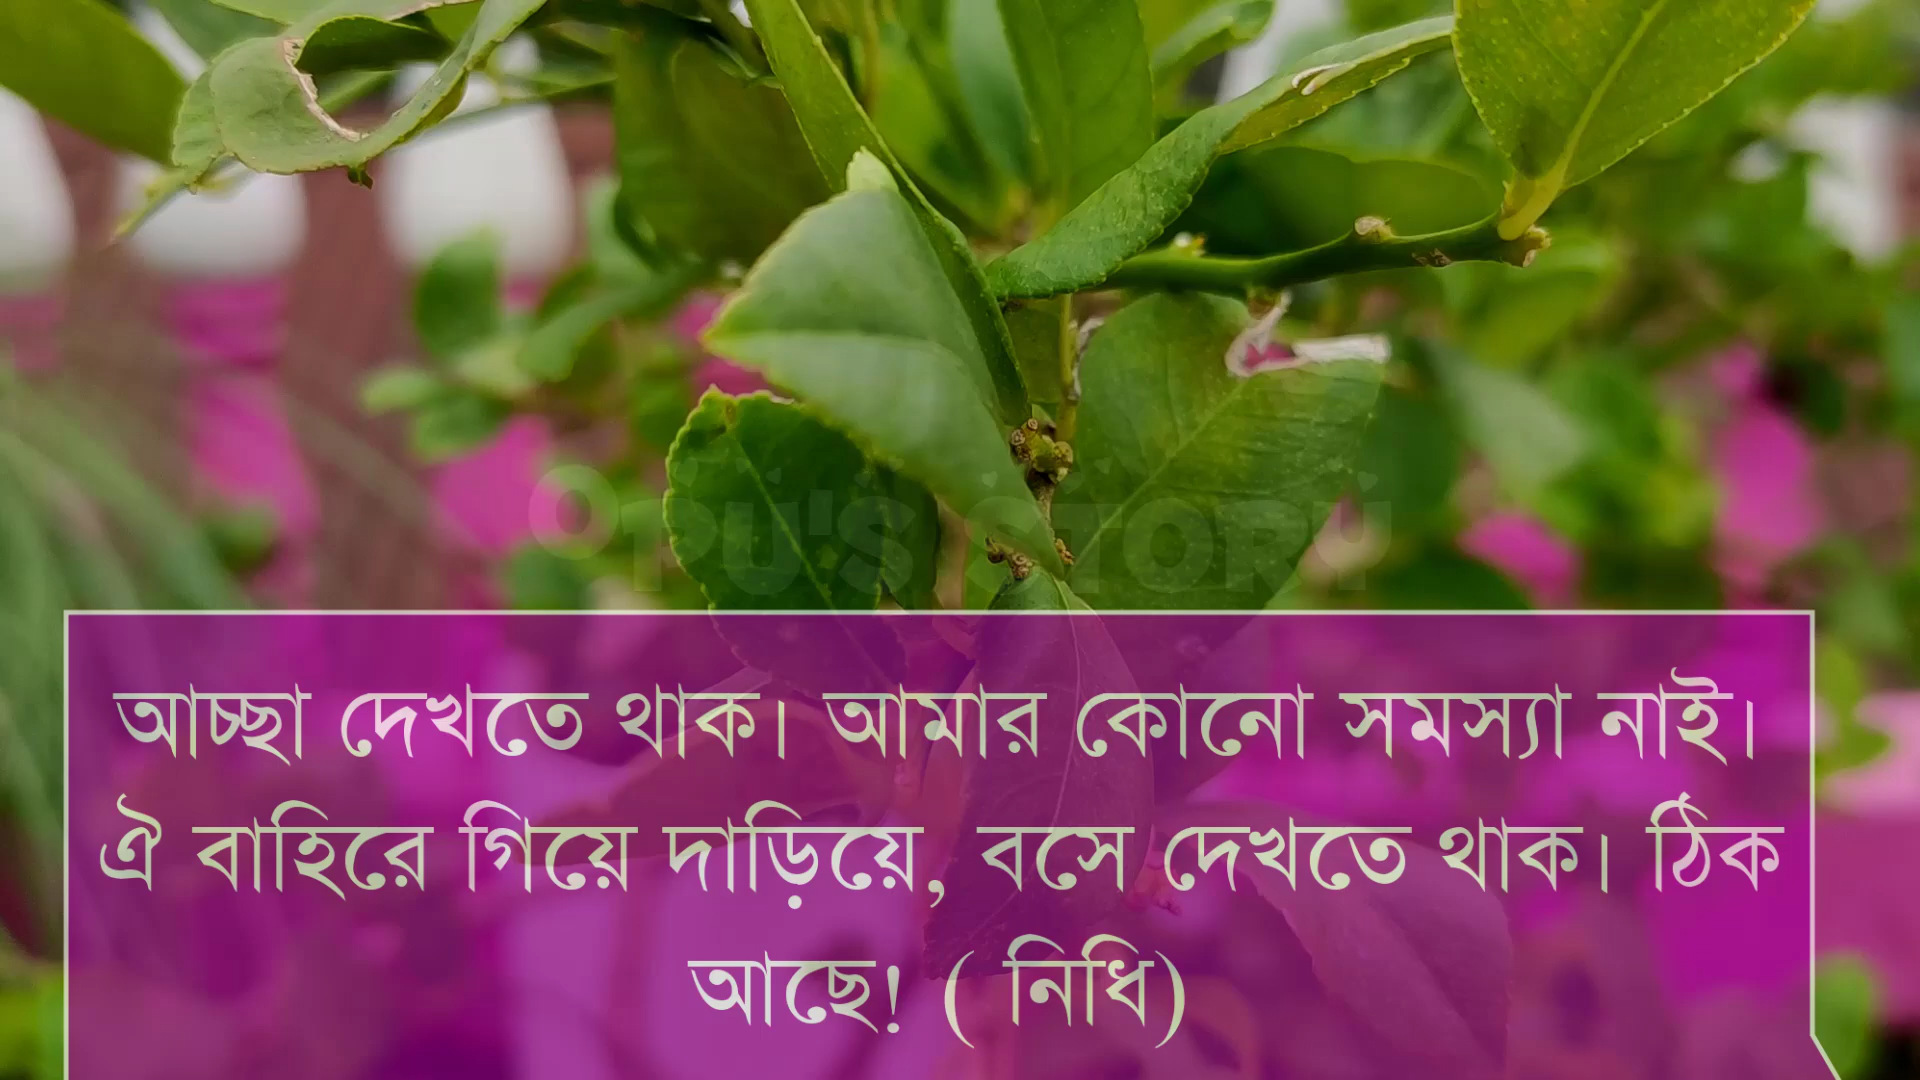 OPU'S STORY
আচ্ছা দেখতে থাক। আমার কোনো সমস্যা নাই।
ঐ বাহিরে গিয়ে দাড়িয়ে, বসে দেখতে থাক। ঠিক
আছে! ( নিধি)